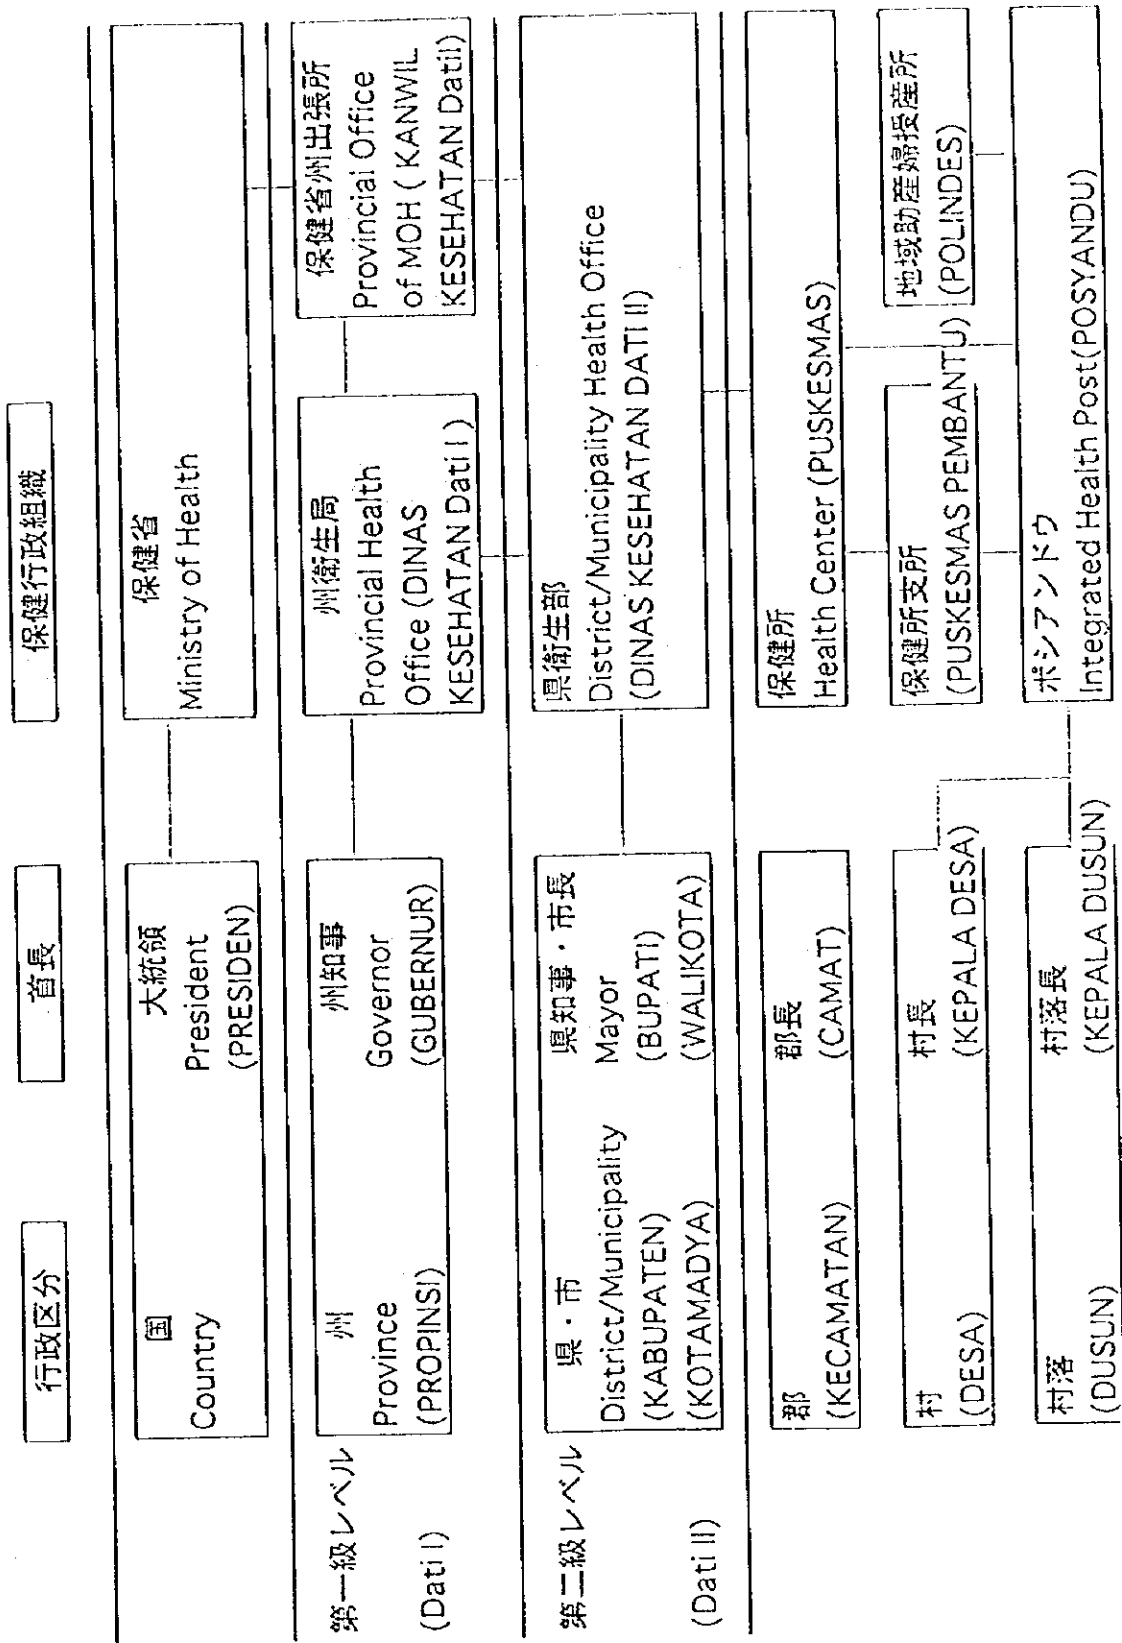 行政区分
首長
保健行政組織
国
Country
大統領
President
(PRESIDEN)
保健省
Ministry of Health
第一級レベル
(Dati I)
州
Province
(PROPINSI)
州知事
Governor
(GUBERNUR)
州衛生局
Provincial Health
Office (DINAS
KESEHATAN Dati I )
保健省州出張所
Provincial Office
of MOH ( KANWIL
KESEHATAN DatiI)
第二級レベル
(Dati II)
県・市
District/Municipality
(KABUPATEN)
(KOTAMADYA)
県知事・市長
Mayor
(BUPATI)
(WALIKOTA)
県衛生部
District/Municipality Health Office
(DINAS KESEHATAN DATI II)
郡
(KECAMATAN)
郡長
(CAMAT)
保健所
Health Center (PUSKESMAS)
村
(DESA)
村長
(KEPALA DESA)
保健所支所
(PUSKESMAS PEMBANTU)
地域助産婦授産所
(POLINDES)
村落
(DUSUN)
村落長
(KEPALA DUSUN)
ポシアンドウ
Integrated Health Post(POSYANDU)